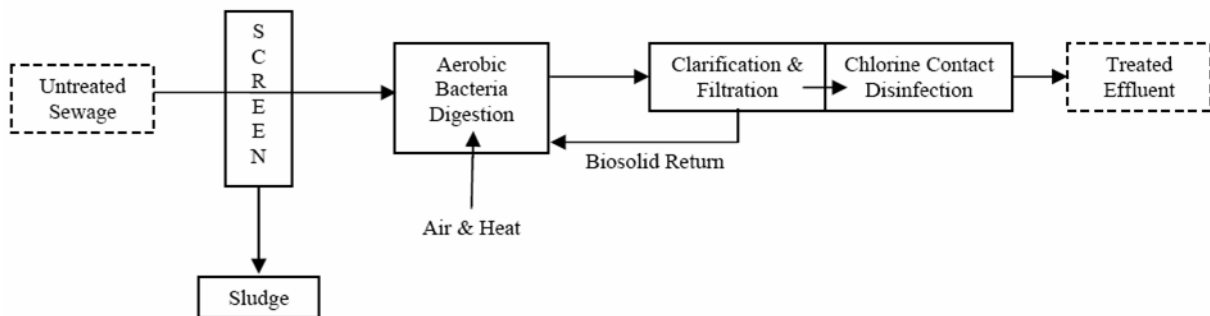 Untreated
Sewage
S
C
R
E
E
N
Sludge
Aerobic
Bacteria
Digestion
Air & Heat
Clarification &
Filtration
Biosolid Return
Chlorine Contact
Disinfection
Treated
Effluent